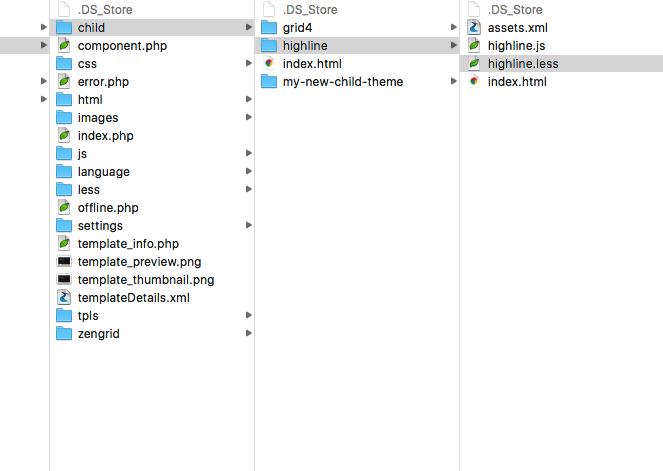 .DS_Store
child
component.php
css
error.php
html
images
index.php
js
language
less
offline.php
settings
template_info.php
template_preview.png
template_thumbnail.png
templateDetails.xml
tpls
zengrid
.DS_Store
grid4
highline
index.html
my-new-child-theme
.DS_Store
assets.xml
highline.js
highline.less
index.html